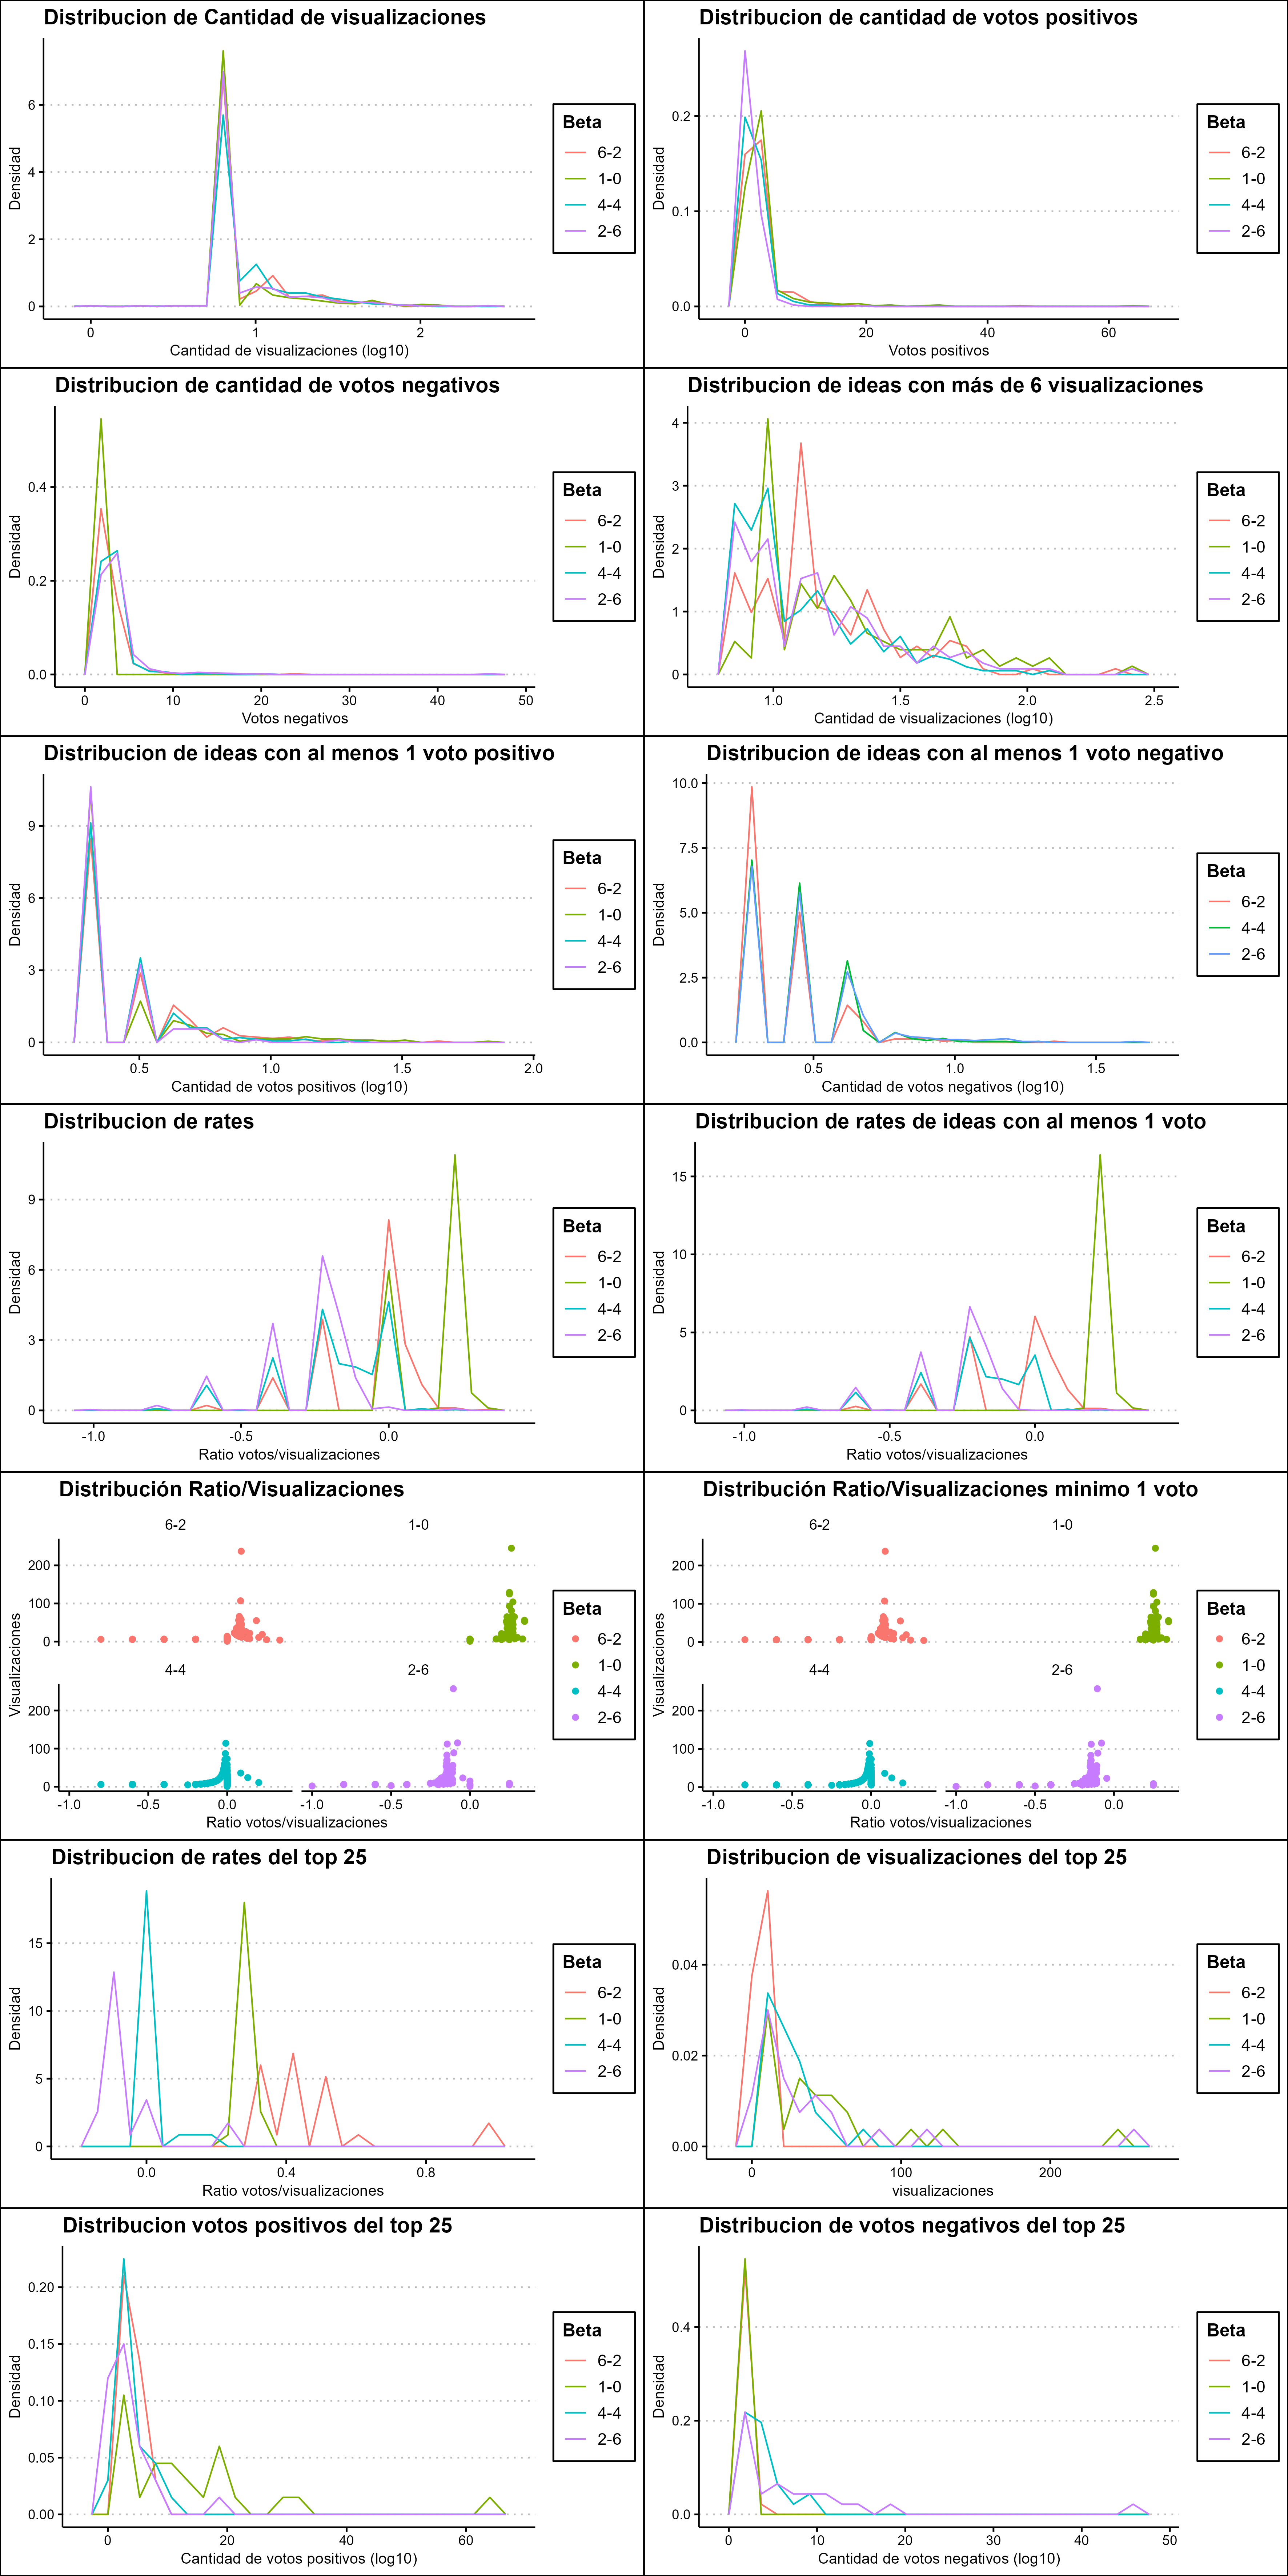 Distribucion de Cantidad de visualizaciones
Densidad
6
4
2
0
0 1 2
Cantidad de visualizaciones (log10)
Beta
6-2
1-0
4-4
2-6
Distribucion de cantidad de votos positivos
Densidad
0.2
0.1
0.0
0 20 40 60
Votos positivos
Beta
6-2
1-0
4-4
2-6
Distribucion de cantidad de votos negativos
Densidad
0.4
0.2
0.0
0 10 20 30 40 50
Votos negativos
Beta
6-2
1-0
4-4
2-6
Distribucion de ideas con más de 6 visualizaciones
Densidad
4
3
2
1
0
1.0 1.5 2.0 2.5
Cantidad de visualizaciones (log10)
Beta
6-2
1-0
4-4
2-6
Distribucion de ideas con al menos 1 voto positivo
Densidad
9
6
3
0
0.5 1.0 1.5 2.0
Cantidad de votos positivos (log10)
Beta
6-2
1-0
4-4
2-6
Distribucion de ideas con al menos 1 voto negativo
Densidad
10.0
7.5
5.0
2.5
0.0
0.5 1.0 1.5
Cantidad de votos negativos (log10)
Beta
6-2
4-4
2-6
Distribucion de rates
Densidad
9
6
3
0
-1.0 -0.5 0.0
Ratio votos/visualizaciones
Beta
6-2
1-0
4-4
2-6
Distribucion de rates de ideas con al menos 1 voto
Densidad
15
10
5
0
-1.0 -0.5 0.0
Ratio votos/visualizaciones
Beta
6-2
1-0
4-4
2-6
Distribución Ratio/Visualizaciones
6-2 1-0
Visualizaciones
200
100
0
4-4 2-6
200
100
0
-1.0 -0.5 0.0 -1.0 -0.5 0.0
Ratio votos/visualizaciones
Beta
6-2
1-0
4-4
2-6
Distribución Ratio/Visualizaciones minimo 1 voto
6-2 1-0
Visualizaciones
200
100
0
4-4 2-6
200
100
0
-1.0 -0.5 0.0 -1.0 -0.5 0.0
Ratio votos/visualizaciones
Beta
6-2
1-0
4-4
2-6
Distribucion de rates del top 25
Densidad
15
10
5
0
0.0 0.4 0.8
Ratio votos/visualizaciones
Beta
6-2
1-0
4-4
2-6
Distribucion de visualizaciones del top 25
Densidad
0.04
0.02
0.00
0 100 200
visualizaciones
Beta
6-2
1-0
4-4
2-6
Distribucion votos positivos del top 25
Densidad
0.20
0.15
0.10
0.05
0.00
0 20 40 60
Cantidad de votos positivos (log10)
Beta
6-2
1-0
4-4
2-6
Distribucion de votos negativos del top 25
Densidad
0.4
0.2
0.0
0 10 20 30 40 50
Cantidad de votos negativos (log10)
Beta
6-2
1-0
4-4
2-6